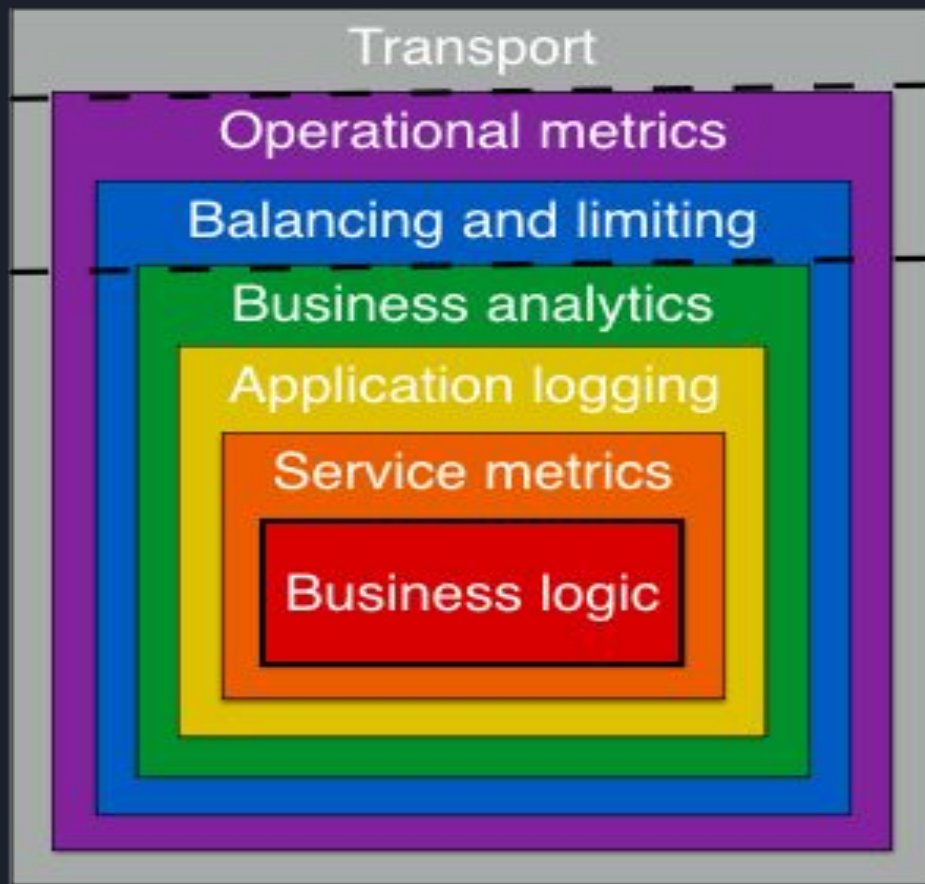 Transport
Operational metrics
Balancing and limiting
Business analytics
Application logging
Service metrics
Business logic